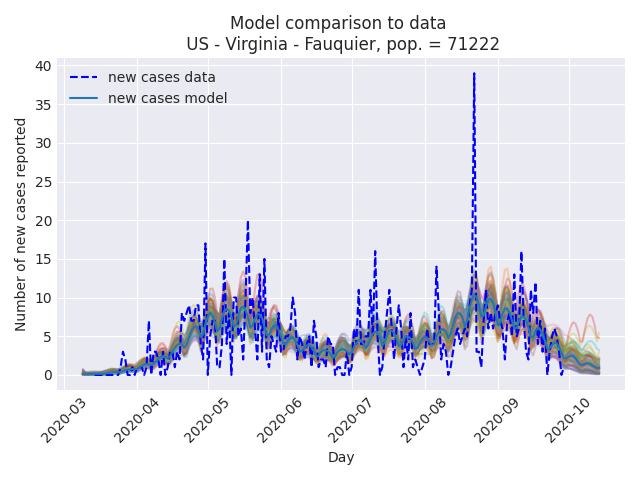 Model comparison to data
US - Virginia - Fauquier, pop. = 71222
new cases data
new cases model
Number of new cases reported
40
35
30
25
20
15
10
5
0
2020-03
2020-04
2020-05
2020-06
2020-07
2020-08
2020-09
2020-10
Day